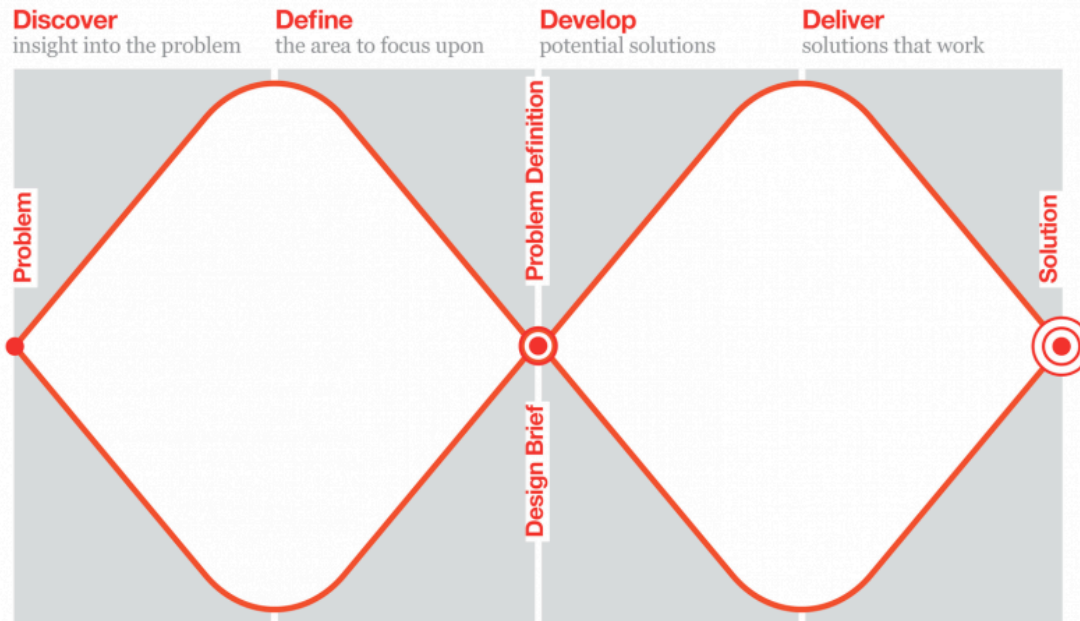 Discover
insight into the problem
Define
the area to focus upon
Develop
potential solutions
Deliver
solutions that work
Problem
Problem Definition
Design Brief
Solution